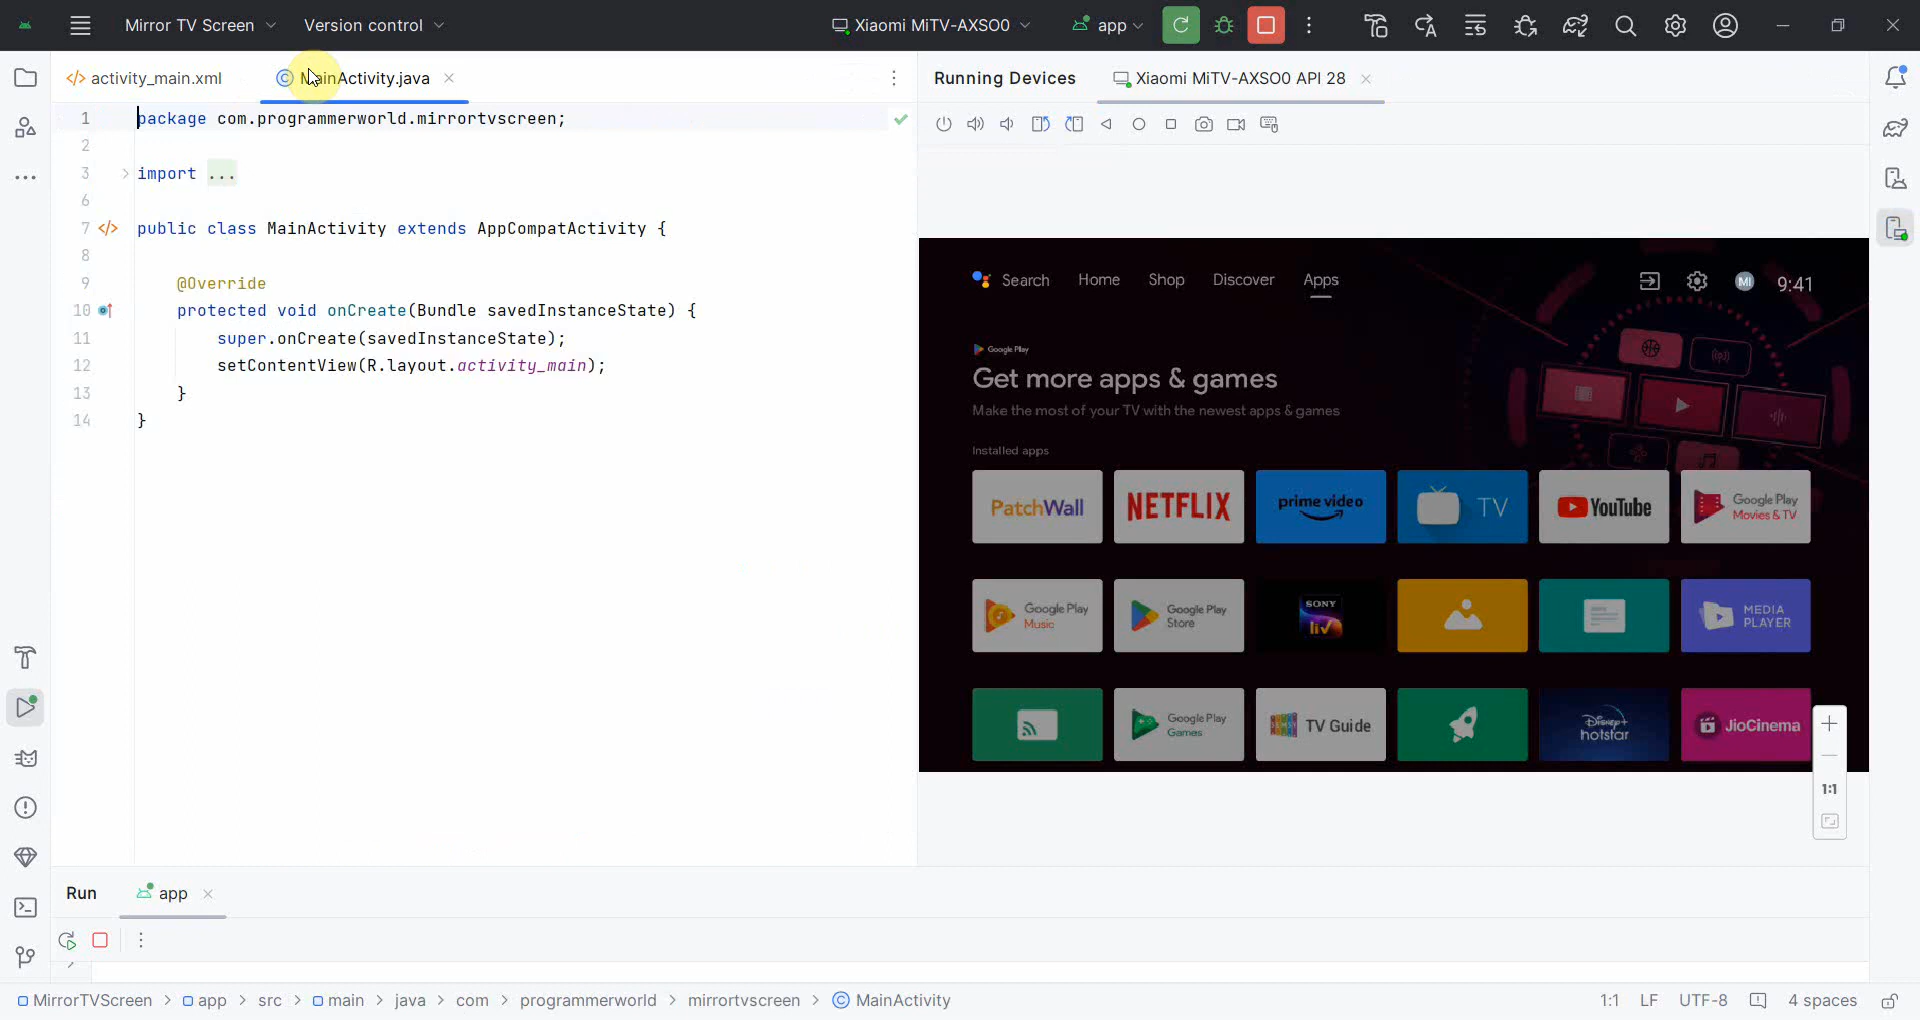 Mirror TV Screen Version control Xiaomi MiTV-AXSO0 app
activity_main.xml MainActivity.java
Running Devices Xiaomi MiTV-AXSO0 API 28
1 package com.programmerworld.mirrortvscreen;
2
3 import ...
6
7 public class MainActivity extends AppCompatActivity {
8
9 @Override
10 protected void onCreate(Bundle savedInstanceState) {
11 super.onCreate(savedInstanceState);
12 setContentView(R.layout.activity_main);
13 }
14 }
Search Home Shop Discover Apps MI 9:41
Google Play
Get more apps & games
Make the most of your TV with the newest apps & games
Installed apps
PatchWall NETFLIX prime video TV YouTube Google Play Movies & TV
Google Play Music Google Play Store SONY liv MEDIA PLAYER
Google Play Games TV Guide Disney+ hotstar JioCinema
1:1
Run app
MirrorTVScreen > app > src > main > java > com > programmerworld > mirrortvscreen > MainActivity
1:1 LF UTF-8 4 spaces